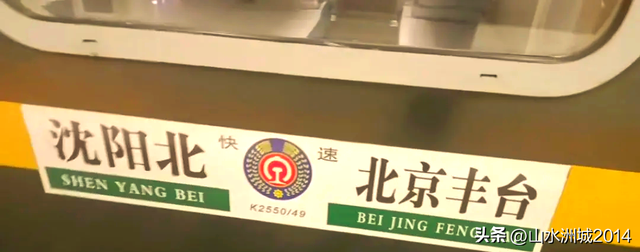 沈阳北
快 速
北京丰台
SHEN YANG BEI
K2550/49
BEI JING FENG
头条@山水洲城2014